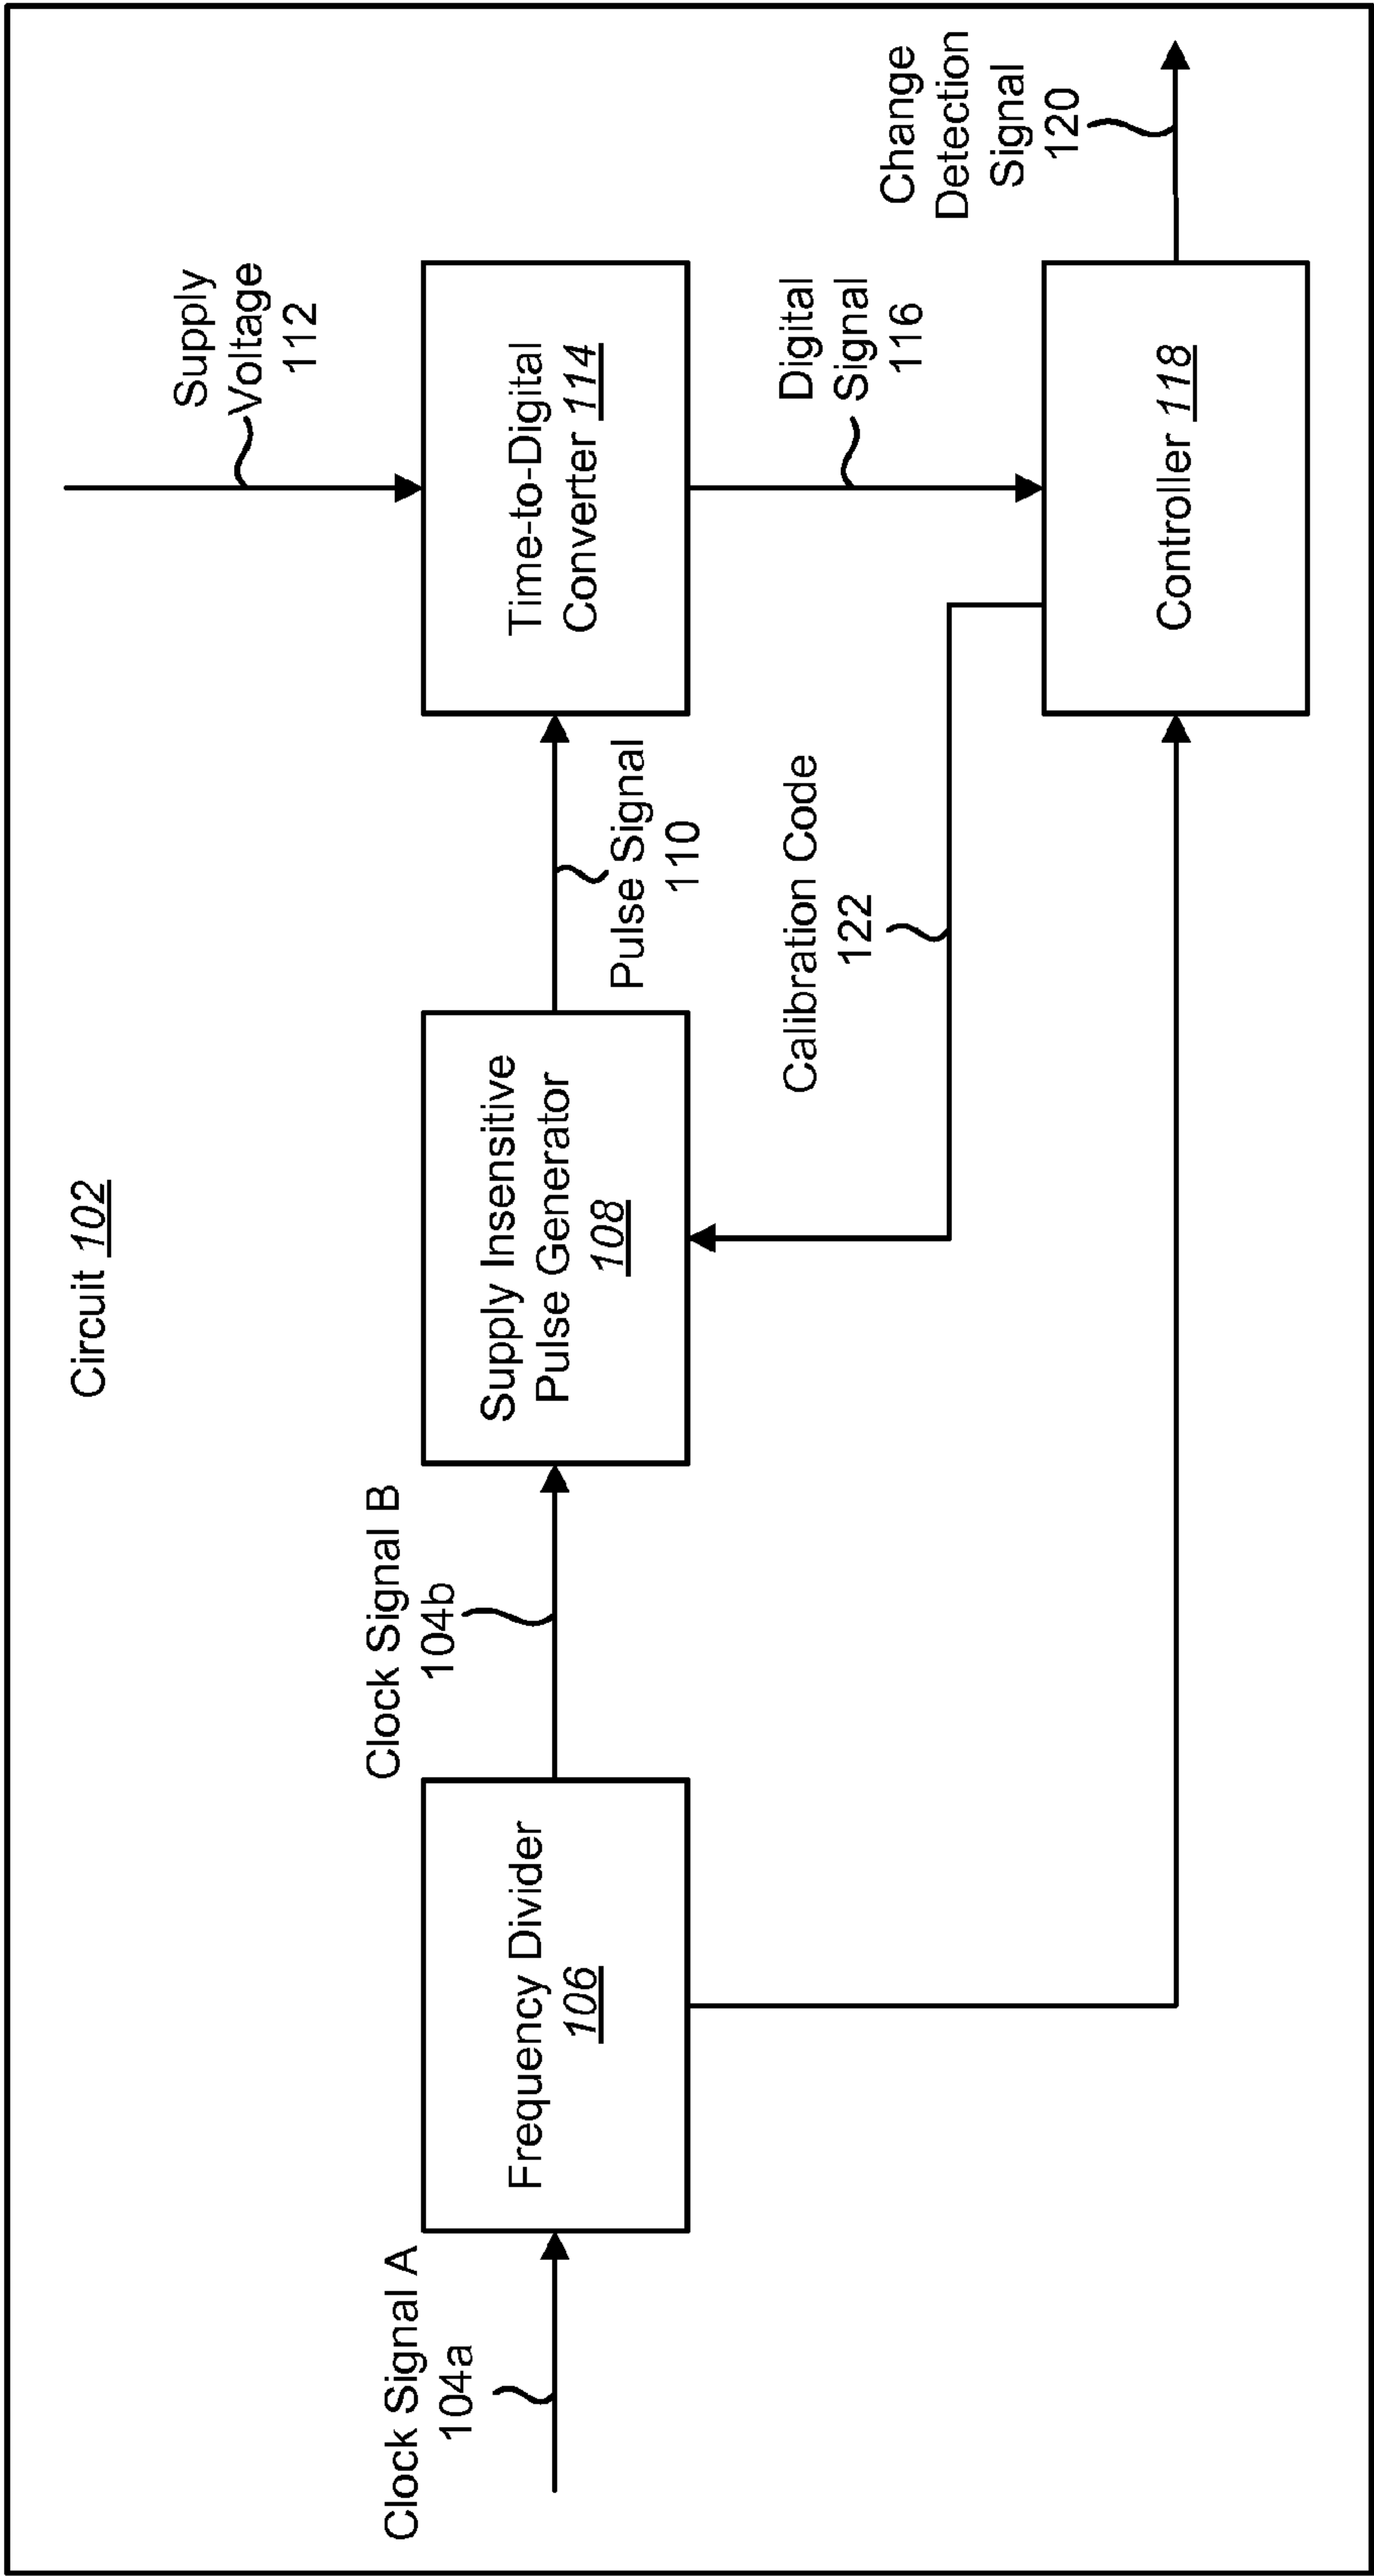 Circuit 102
Clock Signal A
104a
Frequency Divider
106
Clock Signal B
104b
Supply Insensitive
Pulse Generator
108
Pulse Signal
110
Supply
Voltage
112
Time-to-Digital
Converter 114
Digital
Signal
116
Calibration Code
122
Controller 118
Change
Detection
Signal
120